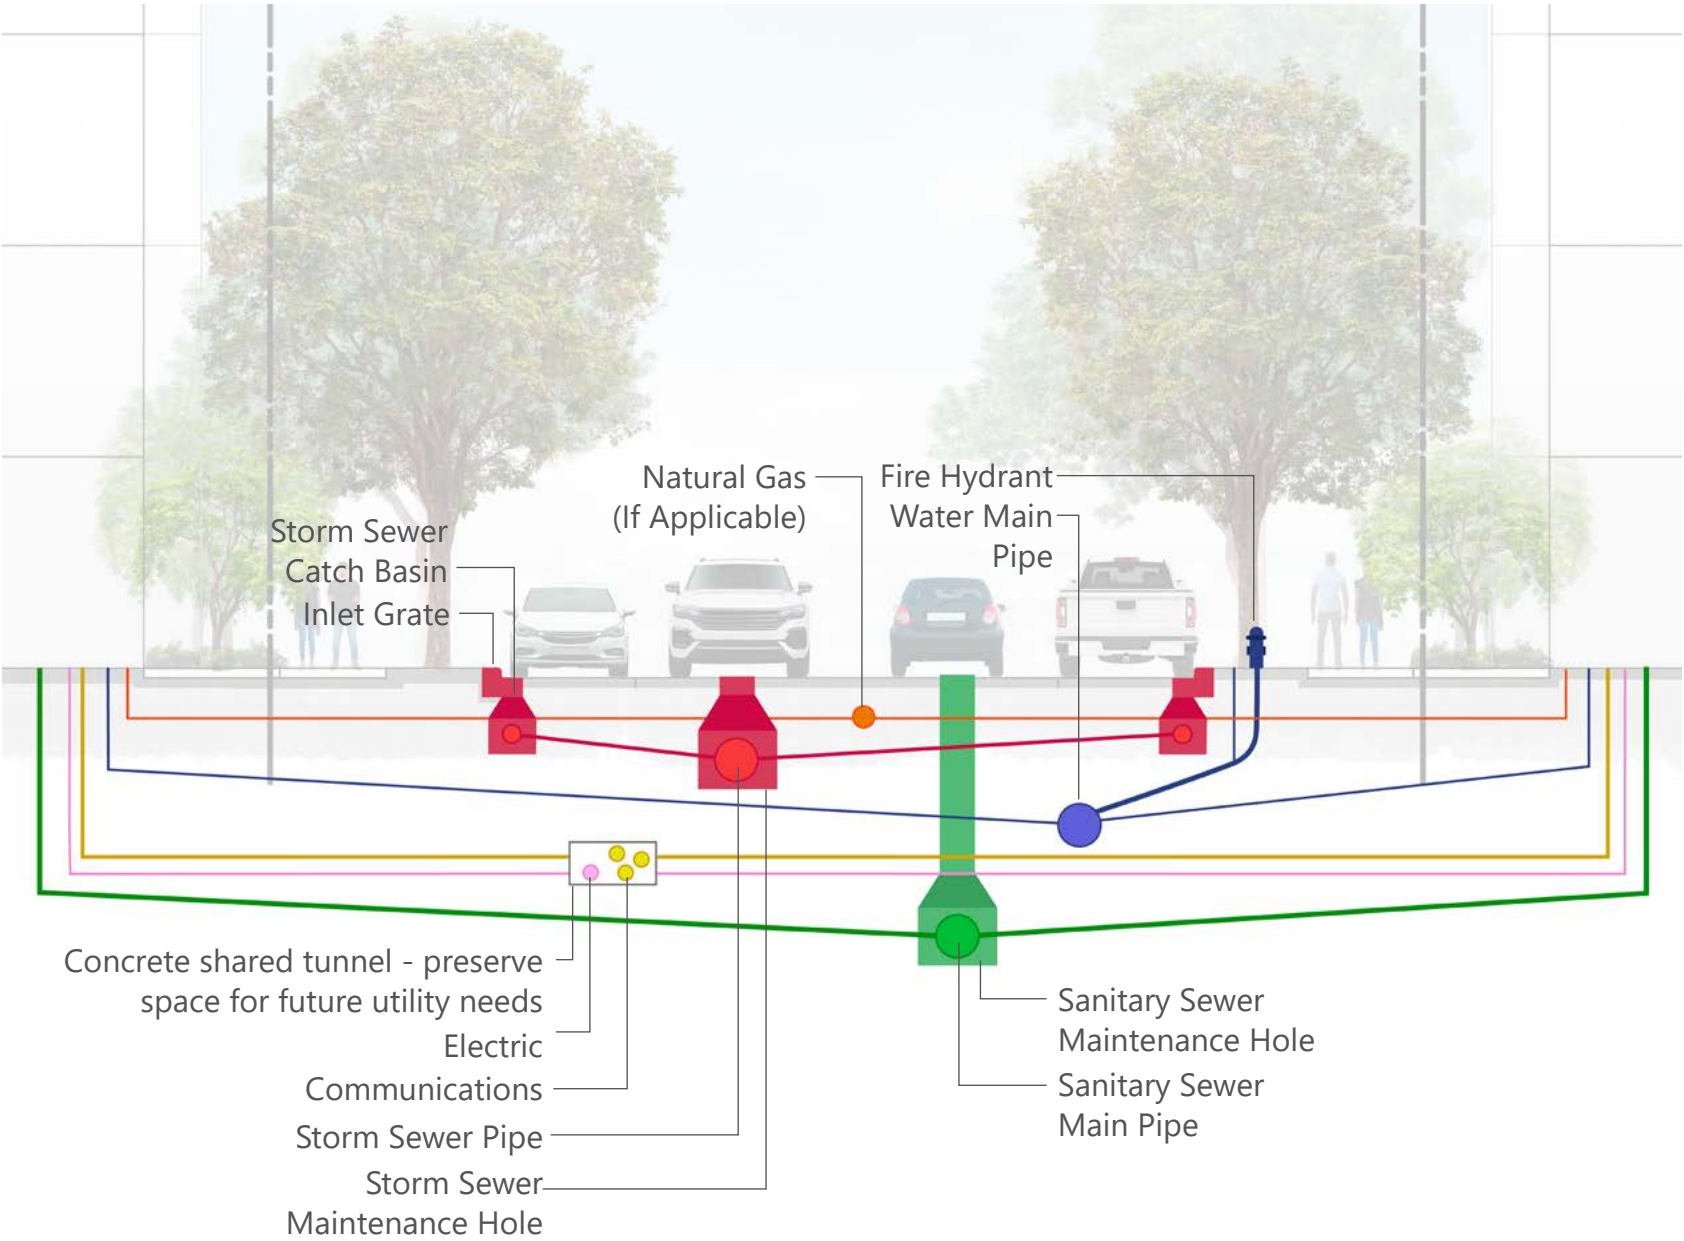 Natural Gas
(If Applicable)
Fire Hydrant
Water Main
Pipe
Storm Sewer
Catch Basin
Inlet Grate
Concrete shared tunnel - preserve
space for future utility needs
Electric
Communications
Storm Sewer Pipe
Storm Sewer
Maintenance Hole
Sanitary Sewer
Maintenance Hole
Sanitary Sewer
Main Pipe